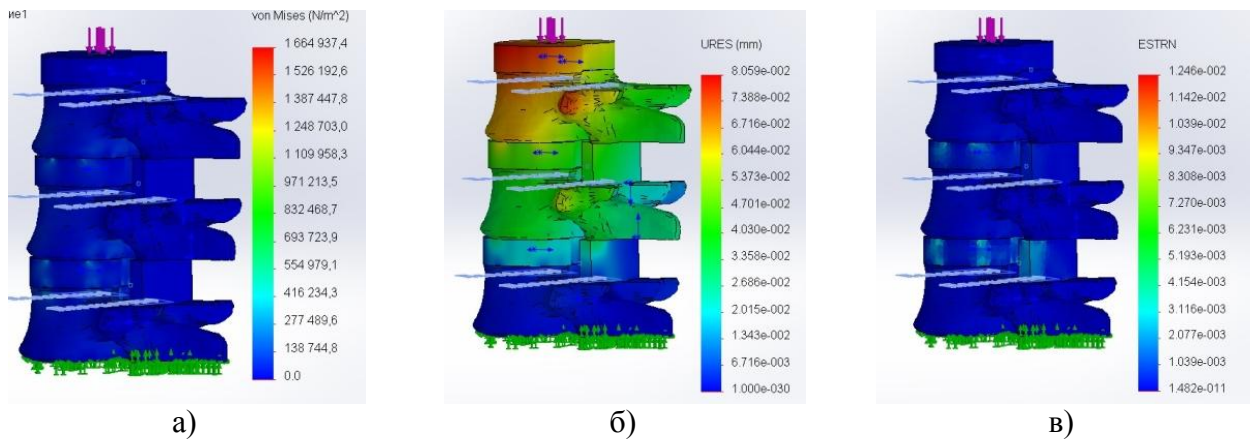 ие1
von Mises (N/m^2)
1 664 937,4
1 526 192,6
1 387 447,8
1 248 703,0
1 109 958,3
971 213,5
832 468,7
693 723,9
554 979,1
416 234,3
277 489,6
138 744,8
0.0
а)
URES (mm)
8.059e-002
7.388e-002
6.716e-002
6.044e-002
5.373e-002
4.701e-002
4.030e-002
3.358e-002
2.686e-002
2.015e-002
1.343e-002
6.716e-003
1.000e-030
б)
ESTRN
1.246e-002
1.142e-002
1.039e-002
9.347e-003
8.308e-003
7.270e-003
6.231e-003
5.193e-003
4.154e-003
3.116e-003
2.077e-003
1.039e-003
1.482e-011
в)